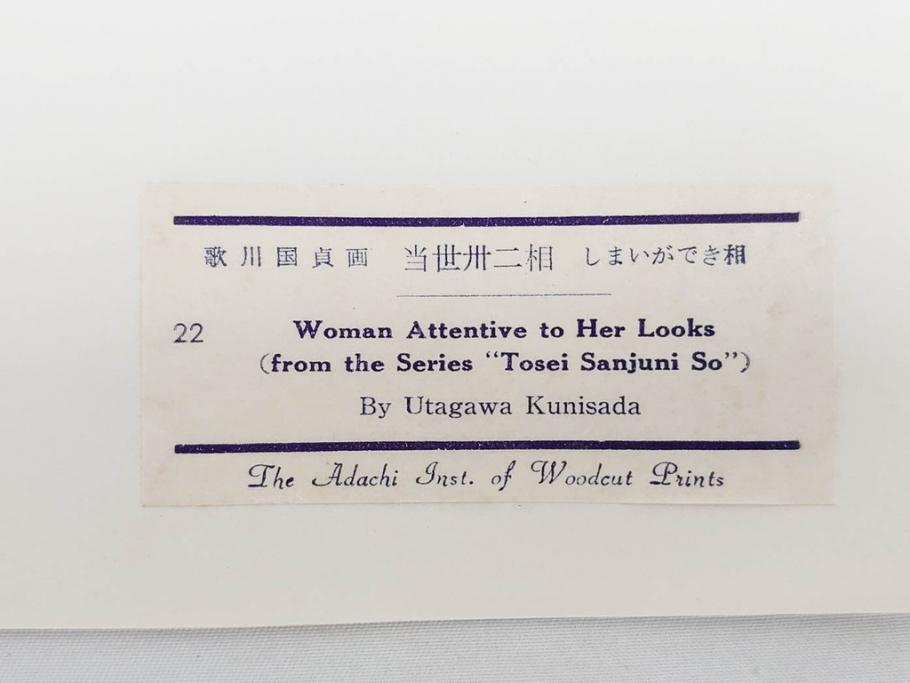 歌川国貞画 当世卅二相 しまいができ相
22 Woman Attentive to Her Looks
(from the Series "Tosei Sanjuni So")
By Utagawa Kunisada
The Adachi Inst. of Woodcut Prints